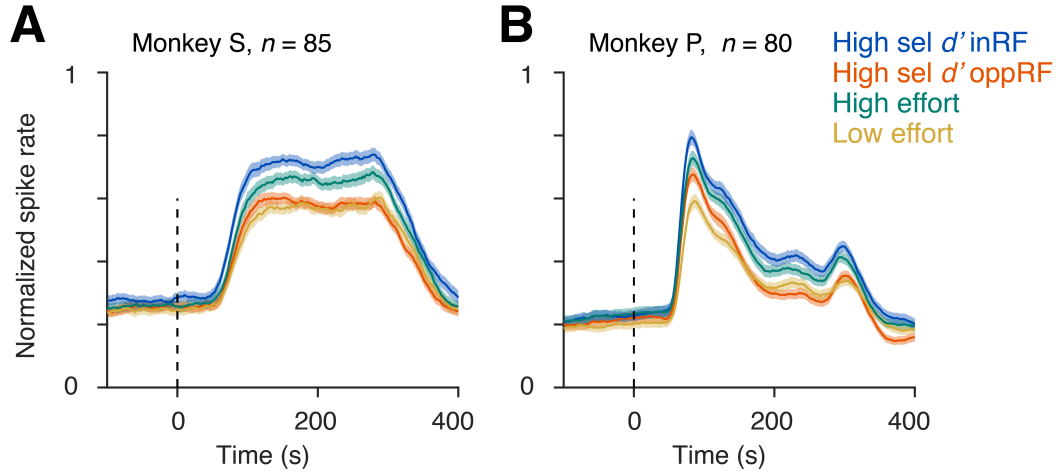 A
B
Monkey S, n = 85
Monkey P, n = 80
High sel d’ inRF
High sel d’ oppRF
High effort
Low effort
Normalized spike rate
1
0
0
200
400
Time (s)
1
0
0
200
400
Time (s)